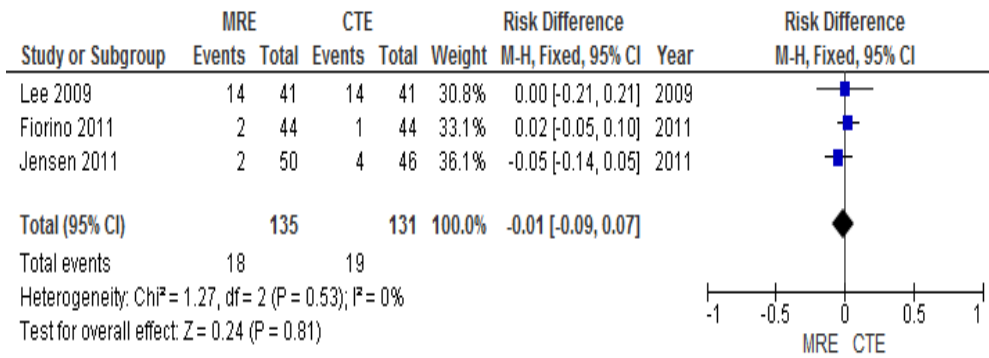 MRE CTE Risk Difference Risk Difference
Study or Subgroup Events Total Events Total Weight M-H, Fixed, 95% CI Year M-H, Fixed, 95% CI
Lee 2009 14 41 14 41 30.8% 0.00 [-0.21, 0.21] 2009
Fiorino 2011 2 44 1 44 33.1% 0.02 [-0.05, 0.10] 2011
Jensen 2011 2 50 4 46 36.1% -0.05 [-0.14, 0.05] 2011
Total (95% CI) 135 131 100.0% -0.01 [-0.09, 0.07]
Total events 18 19
Heterogeneity: Chi² = 1.27, df = 2 (P = 0.53); I² = 0%
Test for overall effect: Z = 0.24 (P = 0.81)
-1 -0.5 0 0.5 1
MRE CTE